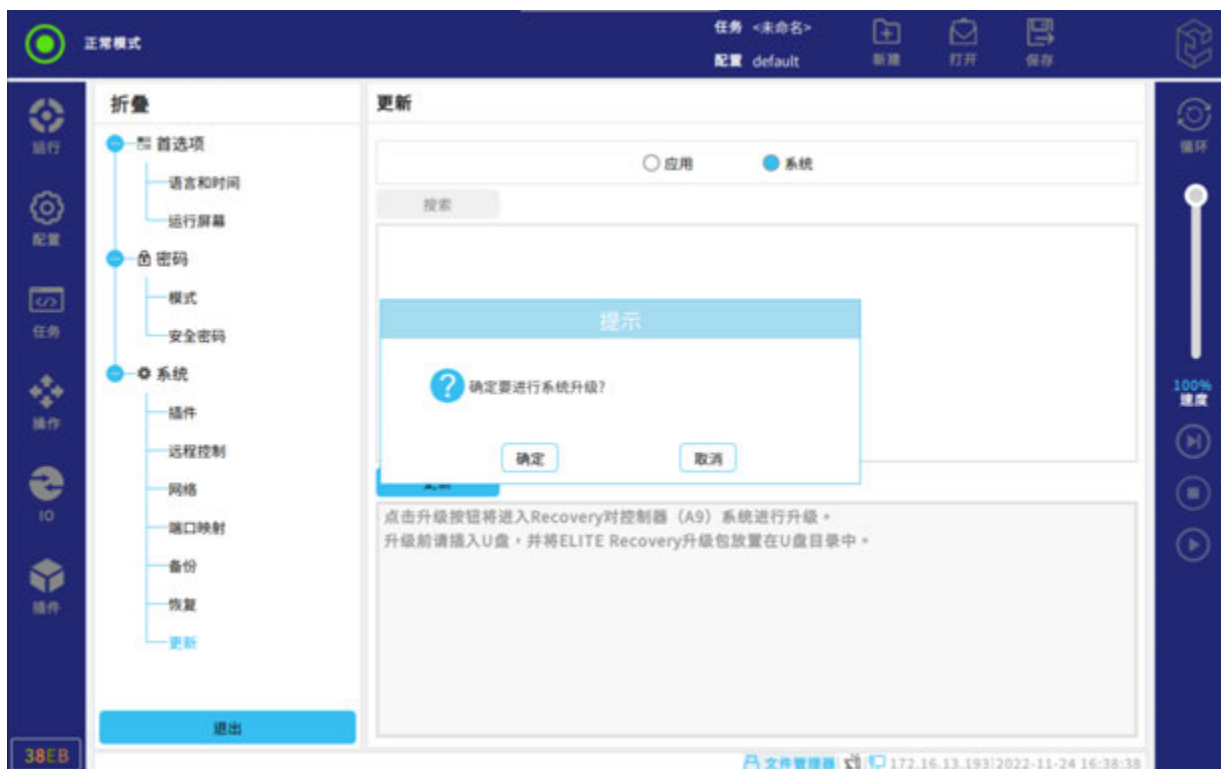 正常模式
任务 <未命名>
配置 default
新建
打开
保存
运行
配置
任务
操作
IO
插件
38EB
折叠
首选项
语言和时间
运行屏幕
密码
模式
安全密码
系统
插件
远程控制
网络
端口映射
备份
恢复
更新
退出
更新
应用 系统
搜索
提示
确定要进行系统升级?
确定 取消
更新
点击升级按钮将进入Recovery对控制器（A9）系统进行升级。
升级前请插入U盘，并将ELITE Recovery升级包放置在U盘目录中。
循环
100%
速度
文件管理器 172.16.13.193|2022-11-24 16:38:38